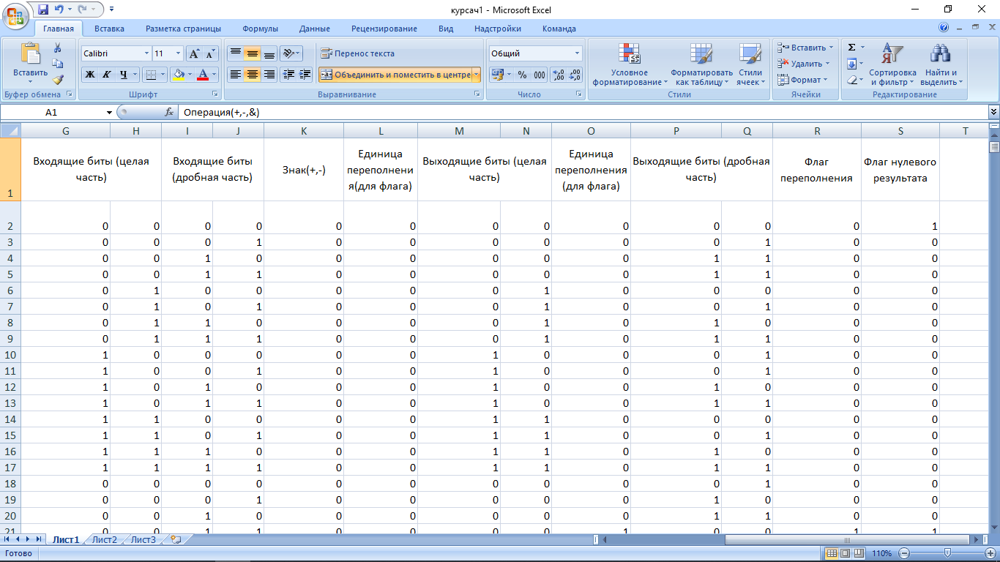 курсач1 - Microsoft Excel
Главная Вставка Разметка страницы Формулы Данные Рецензирование Вид Надстройки Команда
Вставить
Буфер обмена
Calibri 11
Ж К Ч
Шрифт
Перенос текста
Объединить и поместить в центре
Выравнивание
Общий
% 000
Число
Условное форматирование
Форматировать как таблицу
Стили ячеек
Стили
Вставить
Удалить
Формат
Ячейки
Σ
Сортировка и фильтр
Найти и выделить
Редактирование
A1 fx Операция(+,-,&)
G H I J K L M N O P Q R S T
1
Входящие биты (целая часть)
Входящие биты (дробная часть)
Знак(+,-)
Единица переполнения(для флага)
Выходящие биты (целая часть)
Единица переполнения (для флага)
Выходящие биты (дробная часть)
Флаг переполнения
Флаг нулевого результата
2 0 0 0 0 0 0 0 0 0 0 0 0 1
3 0 0 0 1 0 0 0 0 0 0 1 0 0
4 0 0 1 0 0 0 0 0 0 1 1 0 0
5 0 0 1 1 0 0 0 0 0 1 1 0 0
6 0 1 0 0 0 0 0 1 0 0 0 0 0
7 0 1 0 1 0 0 0 1 0 0 1 0 0
8 0 1 1 0 0 0 0 1 0 1 0 0 0
9 0 1 1 1 0 0 0 1 0 1 1 0 0
10 1 0 0 0 0 0 1 0 0 0 1 0 0
11 1 0 0 1 0 0 1 0 0 0 1 0 0
12 1 0 1 0 0 0 1 0 0 1 0 0 0
13 1 0 1 1 0 0 1 0 0 1 1 0 0
14 1 1 0 0 0 0 1 1 0 0 0 0 0
15 1 1 0 1 0 0 1 1 0 0 1 0 0
16 1 1 1 0 0 0 1 1 0 1 0 0 0
17 1 1 1 1 0 0 1 1 0 1 1 0 0
18 0 0 0 0 0 0 0 0 0 0 1 0 0
19 0 0 0 1 0 0 0 0 0 1 0 0 0
20 0 0 1 0 0 0 0 0 0 1 1 0 0
21 0 0 1 1 0 0 0 0 1 0 0 1 1
Лист1 Лист2 Лист3
Готово 110%